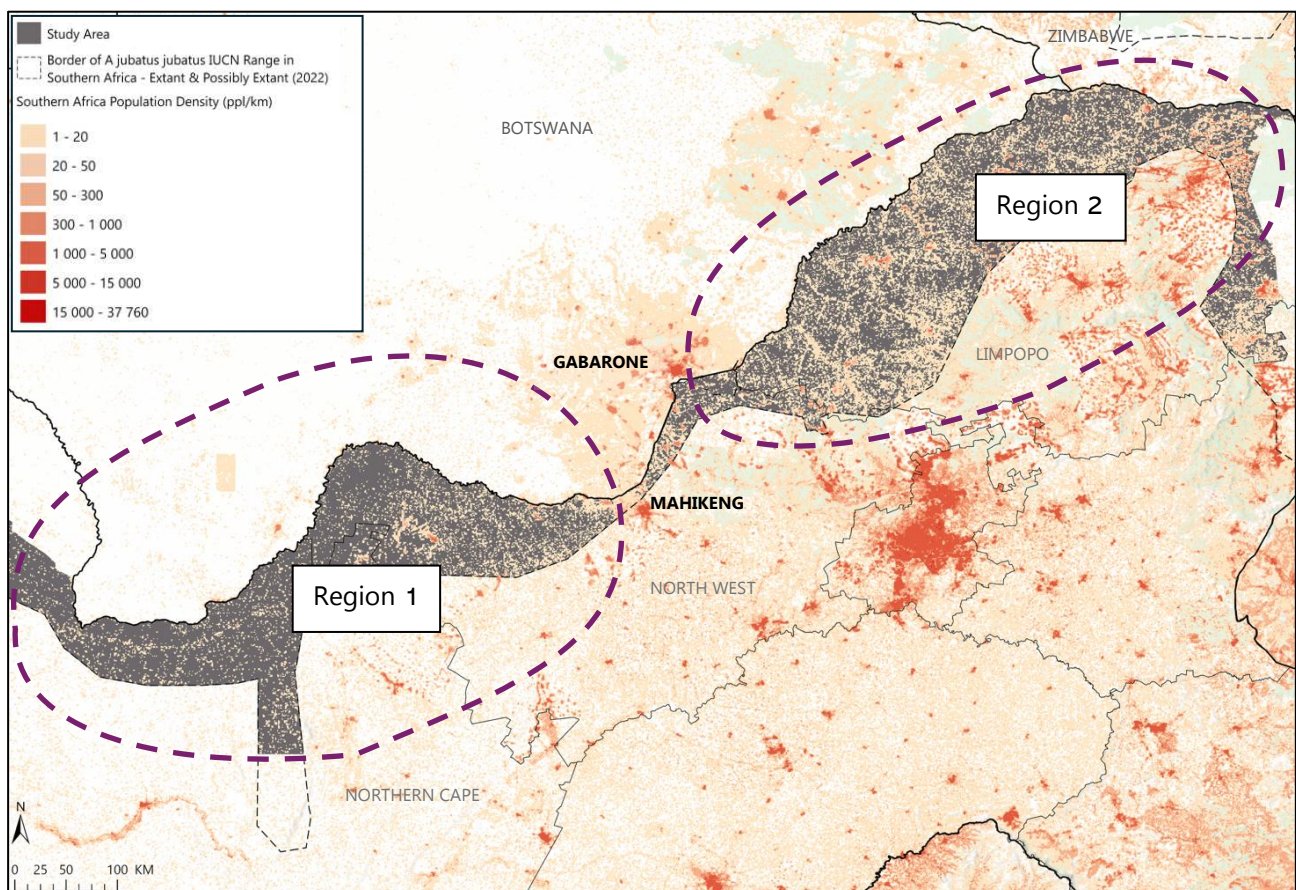 Study Area
Border of A jubatus jubatus IUCN Range in
Southern Africa - Extant & Possibly Extant (2022)
Southern Africa Population Density (ppl/km)
1 - 20
20 - 50
50 - 300
300 - 1 000
1 000 - 5 000
5 000 - 15 000
15 000 - 37 760
ZIMBABWE
BOTSWANA
Region 2
GABARONE
LIMPOPO
MAHIKENG
NORTH WEST
Region 1
NORTHERN CAPE
N
0 25 50 100 KM